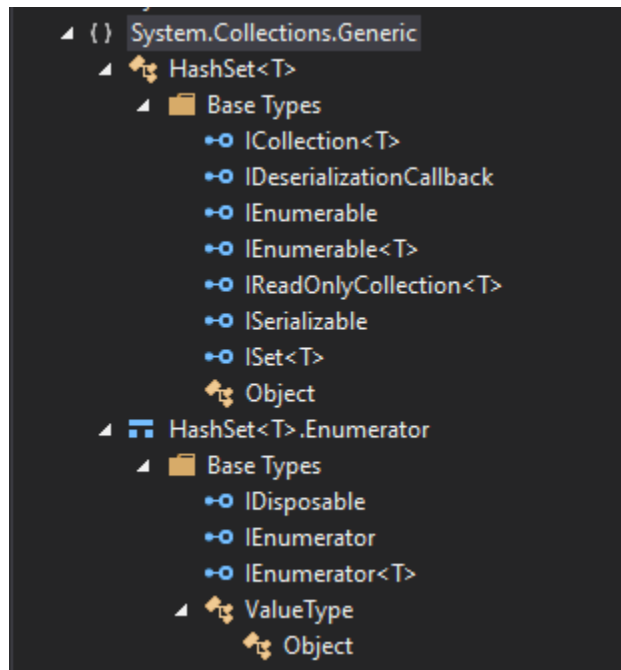 { } System.Collections.Generic
HashSet<T>
Base Types
ICollection<T>
IDeserializationCallback
IEnumerable
IEnumerable<T>
IReadOnlyCollection<T>
ISerializable
ISet<T>
Object
HashSet<T>.Enumerator
Base Types
IDisposable
IEnumerator
IEnumerator<T>
ValueType
Object